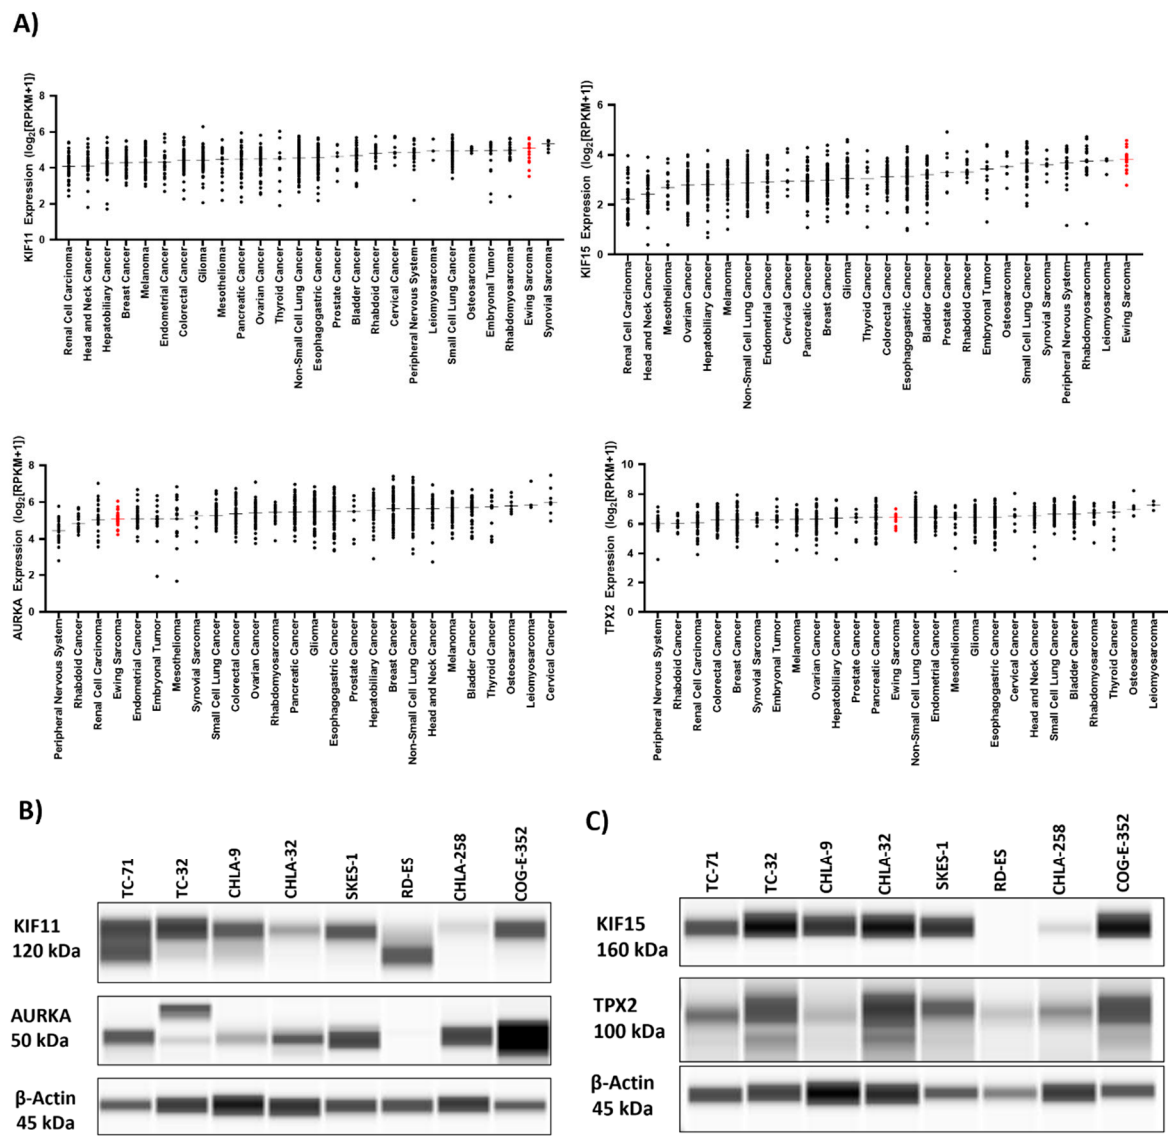 A)
KIF11 Expression (log2[RPKM+1])
8
6
4
2
0
Renal Cell Carcinoma
Head and Neck Cancer
Hepatobiliary Cancer
Breast Cancer
Melanoma
Endometrial Cancer
Colorectal Cancer
Glioma
Mesothelioma
Pancreatic Cancer
Ovarian Cancer
Thyroid Cancer
Non-Small Cell Lung Cancer
Esophagogastric Cancer
Prostate Cancer
Bladder Cancer
Rhabdoid Cancer
Cervical Cancer
Peripheral Nervous System
Leiomyosarcoma
Small Cell Lung Cancer
Osteosarcoma
Embryonal Tumor
Rhabdomyosarcoma
Ewing Sarcoma
Synovial Sarcoma
KIF15 Expression (log2[RPKM+1])
6
4
2
0
Renal Cell Carcinoma
Head and Neck Cancer
Mesothelioma
Ovarian Cancer
Hepatobiliary Cancer
Melanoma
Non-Small Cell Lung Cancer
Endometrial Cancer
Cervical Cancer
Pancreatic Cancer
Breast Cancer
Glioma
Thyroid Cancer
Colorectal Cancer
Esophagogastric Cancer
Bladder Cancer
Prostate Cancer
Rhabdoid Cancer
Embryonal Tumor
Osteosarcoma
Small Cell Lung Cancer
Synovial Sarcoma
Peripheral Nervous System
Rhabdomyosarcoma
Leiomyosarcoma
Ewing Sarcoma
AURKA Expression (log2[RPKM+1])
8
6
4
2
0
Peripheral Nervous System
Rhabdoid Cancer
Renal Cell Carcinoma
Ewing Sarcoma
Endometrial Cancer
Embryonal Tumor
Mesothelioma
Synovial Sarcoma
Small Cell Lung Cancer
Colorectal Cancer
Ovarian Cancer
Rhabdomyosarcoma
Pancreatic Cancer
Glioma
Esophagogastric Cancer
Prostate Cancer
Hepatobiliary Cancer
Breast Cancer
Non-Small Cell Lung Cancer
Head and Neck Cancer
Melanoma
Bladder Cancer
Thyroid Cancer
Osteosarcoma
Leiomyosarcoma
Cervical Cancer
TPX2 Expression (log2[RPKM+1])
10
8
6
4
2
0
Peripheral Nervous System
Rhabdoid Cancer
Renal Cell Carcinoma
Colorectal Cancer
Breast Cancer
Synovial Sarcoma
Embryonal Tumor
Melanoma
Ovarian Cancer
Hepatobiliary Cancer
Prostate Cancer
Pancreatic Cancer
Ewing Sarcoma
Non-Small Cell Lung Cancer
Endometrial Cancer
Mesothelioma
Glioma
Esophagogastric Cancer
Cervical Cancer
Head and Neck Cancer
Small Cell Lung Cancer
Bladder Cancer
Rhabdomyosarcoma
Thyroid Cancer
Osteosarcoma
Leiomyosarcoma
B)
TC-71
TC-32
CHLA-9
CHLA-32
SKES-1
RD-ES
CHLA-258
COG-E-352
KIF11
120 kDa
AURKA
50 kDa
β-Actin
45 kDa
C)
TC-71
TC-32
CHLA-9
CHLA-32
SKES-1
RD-ES
CHLA-258
COG-E-352
KIF15
160 kDa
TPX2
100 kDa
β-Actin
45 kDa